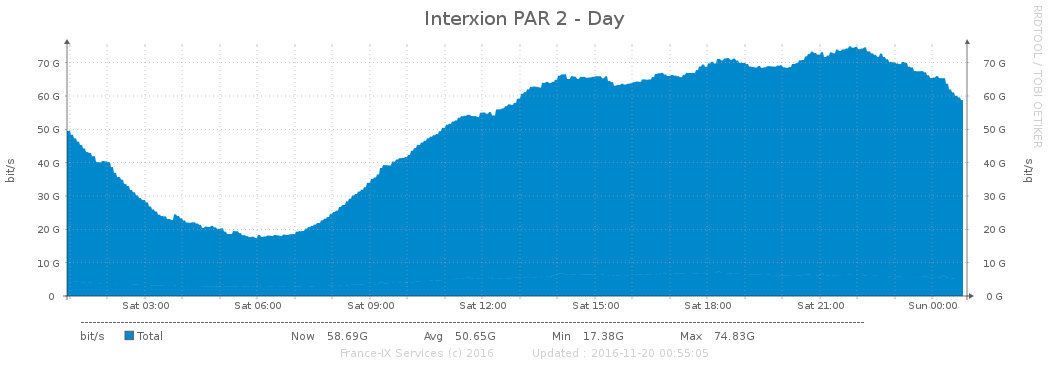 Interxion PAR 2 - Day
RRDTOOL / TOBI OETIKER
bit/s
70 G 70 G
60 G 60 G
50 G 50 G
40 G 40 G
30 G 30 G
20 G 20 G
10 G 10 G
0 0 G
bit/s
Sat 03:00 Sat 06:00 Sat 09:00 Sat 12:00 Sat 15:00 Sat 18:00 Sat 21:00 Sun 00:00
bit/s Total Now 58.69G Avg 50.65G Min 17.38G Max 74.83G
France-IX Services (c) 2016 Updated : 2016-11-20 00:55:05